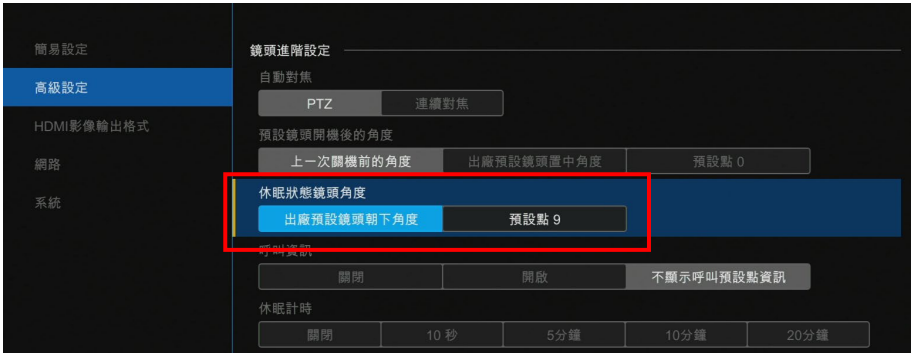 簡易設定
高級設定
HDMI影像輸出格式
網路
系統
鏡頭進階設定
自動對焦
PTZ 連續對焦
預設鏡頭開機後的角度
上一次關機前的角度 出廠預設鏡頭置中角度 預設點 0
休眠狀態鏡頭角度
出廠預設鏡頭朝下角度 預設點 9
呼叫資訊
關閉 開啟 不顯示呼叫預設點資訊
休眠計時
關閉 10 秒 5分鐘 10分鐘 20分鐘